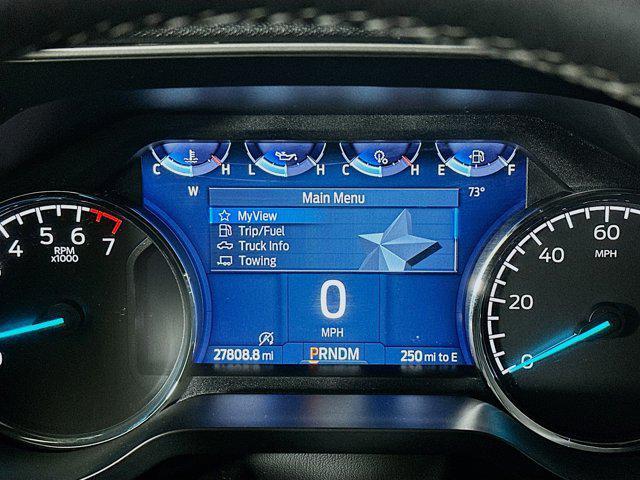 C H L H C H E F
W 73°
Main Menu
MyView
Trip/Fuel
Truck Info
Towing
4 5 6 7
RPM
x1000
0
MPH
0 20 40 60
MPH
27808.8 mi PRNDM 250 mi to E